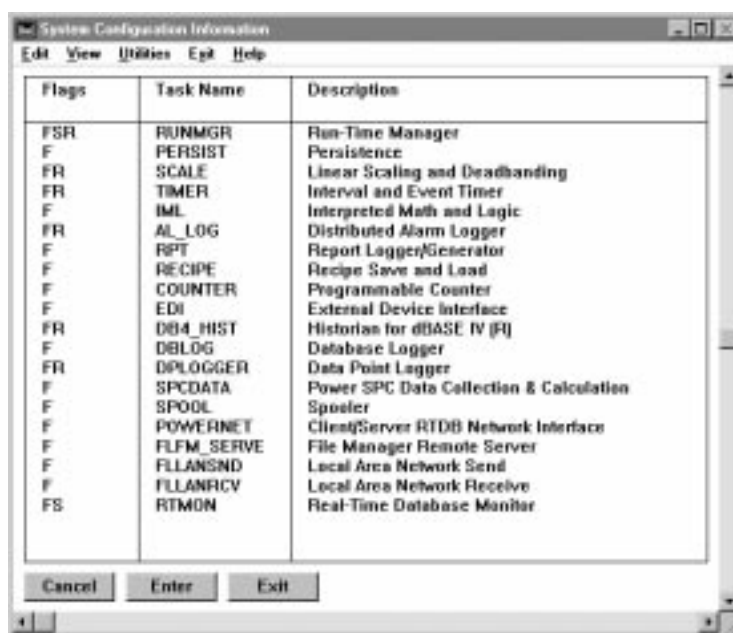 System Configuration Information
Edit View Utilities Exit Help
Flags Task Name Description
FSR RUNMGR Run-Time Manager
F PERSIST Persistence
FR SCALE Linear Scaling and Deadbanding
FR TIMER Interval and Event Timer
F IML Interpreted Math and Logic
FR AL_LOG Distributed Alarm Logger
F RPT Report Logger/Generator
F RECIPE Recipe Save and Load
F COUNTER Programmable Counter
F EDI External Device Interface
FR DB4_HIST Historian for dBASE IV (R)
F DBLOG Database Logger
FR DPLOGGER Data Point Logger
F SPCDATA Power SPC Data Collection & Calculation
F SPOOL Spooler
F POWERNET Client/Server RTDB Network Interface
F FLFM_SERVE File Manager Remote Server
F FLLANSND Local Area Network Send
F FLLANRCV Local Area Network Receive
FS RTMON Real-Time Database Monitor
Cancel Enter Exit